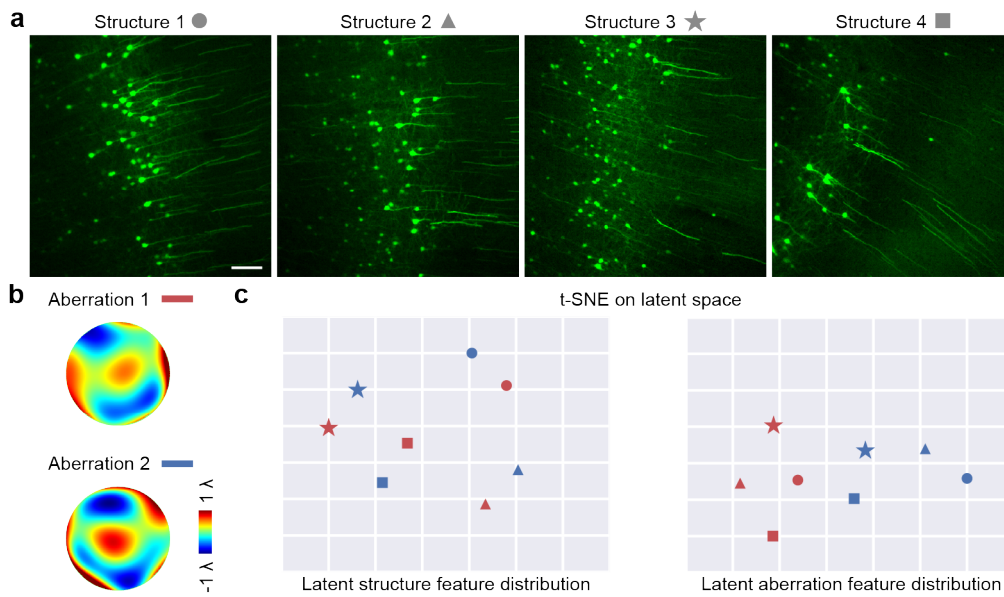 a
Structure 1
Structure 2
Structure 3
Structure 4
b
Aberration 1
Aberration 2
1 λ
−1 λ
c
t-SNE on latent space
Latent structure feature distribution
Latent aberration feature distribution